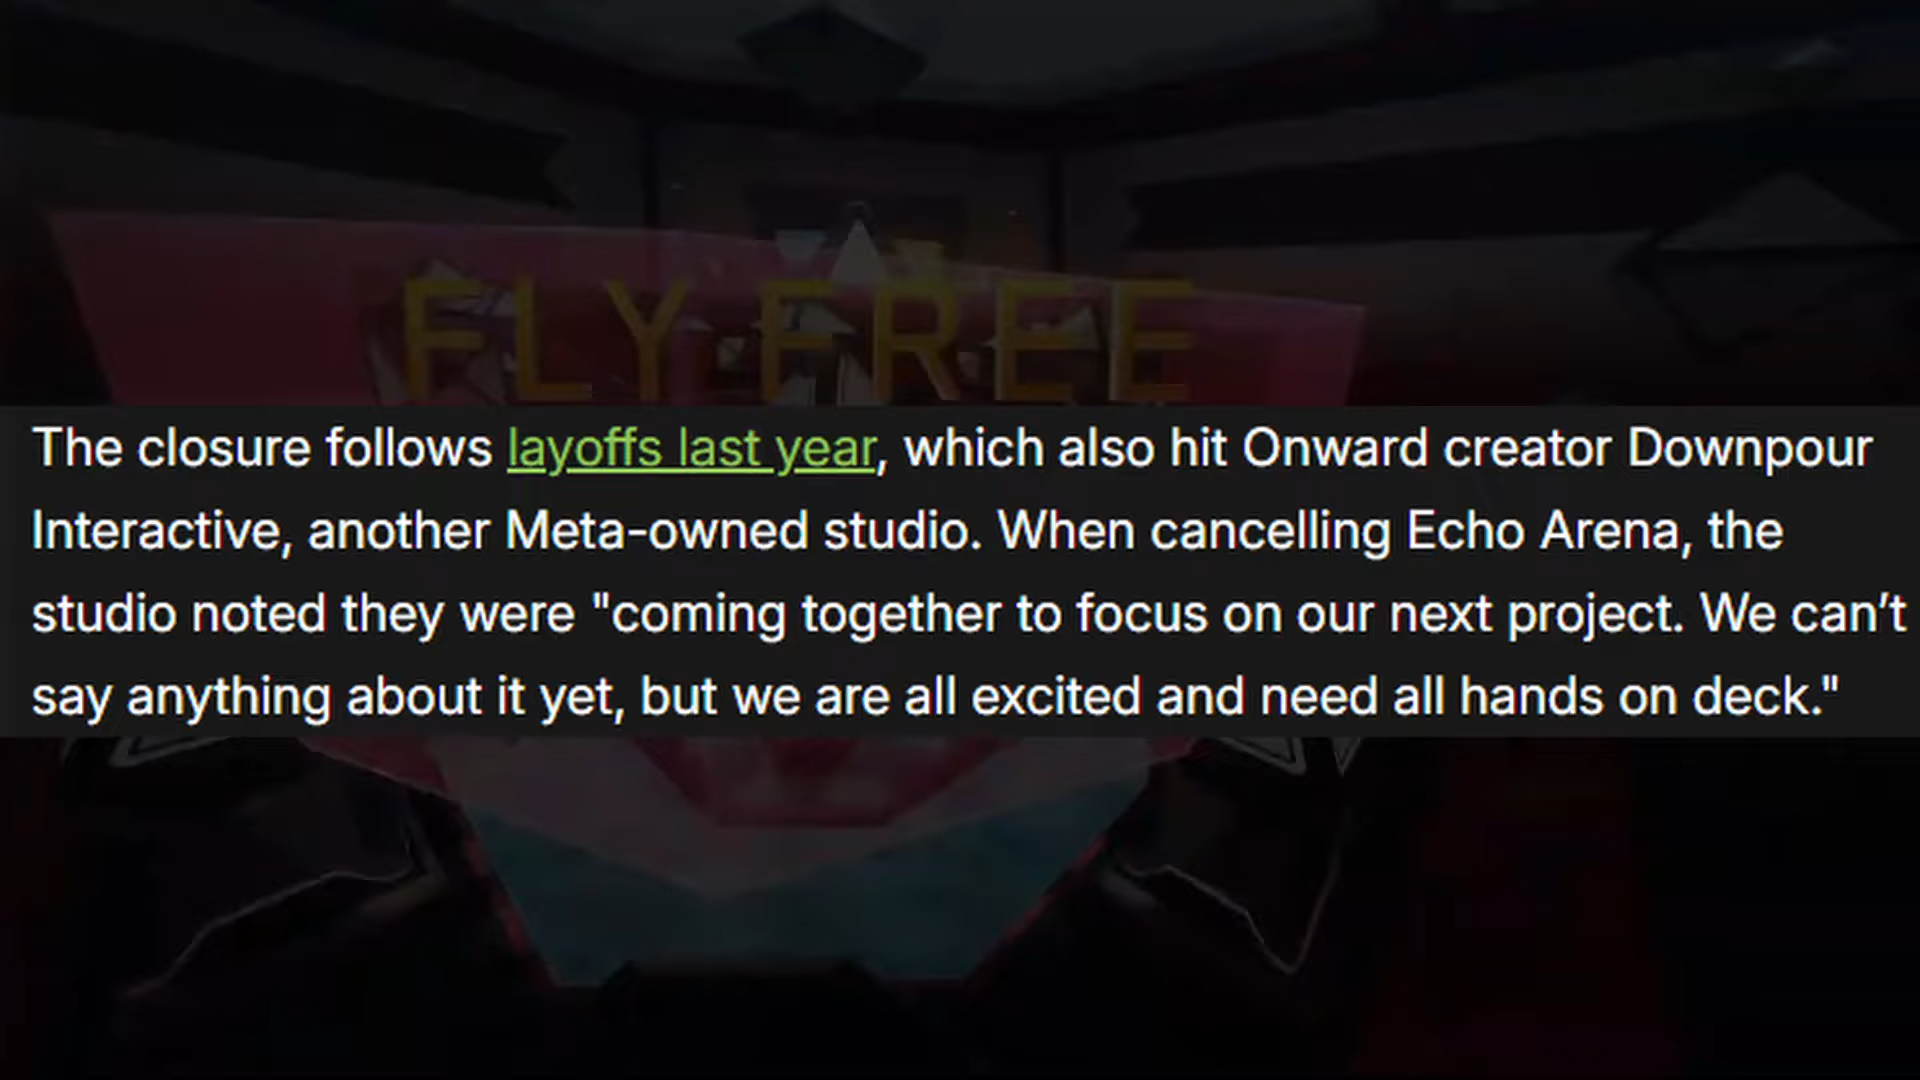 FLY FREE
The closure follows layoffs last year, which also hit Onward creator Downpour
Interactive, another Meta-owned studio. When cancelling Echo Arena, the
studio noted they were "coming together to focus on our next project. We can’t
say anything about it yet, but we are all excited and need all hands on deck."